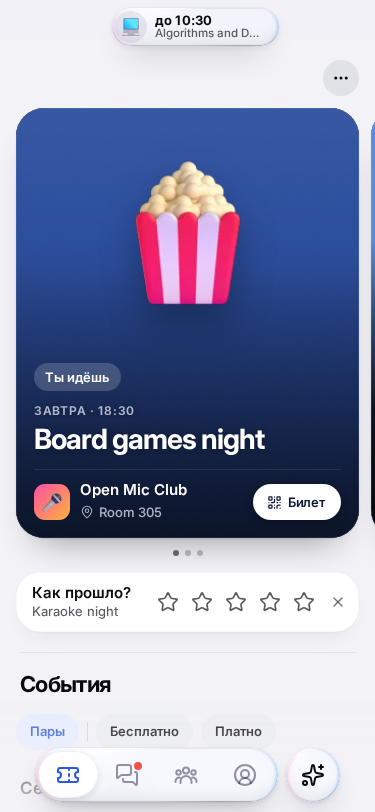 до 10:30
Algorithms and D...
Ты идёшь
ЗАВТРА · 18:30
Board games night
Open Mic Club
Room 305
Билет
Как прошло?
Karaoke night
События
Пары
Бесплатно
Платно